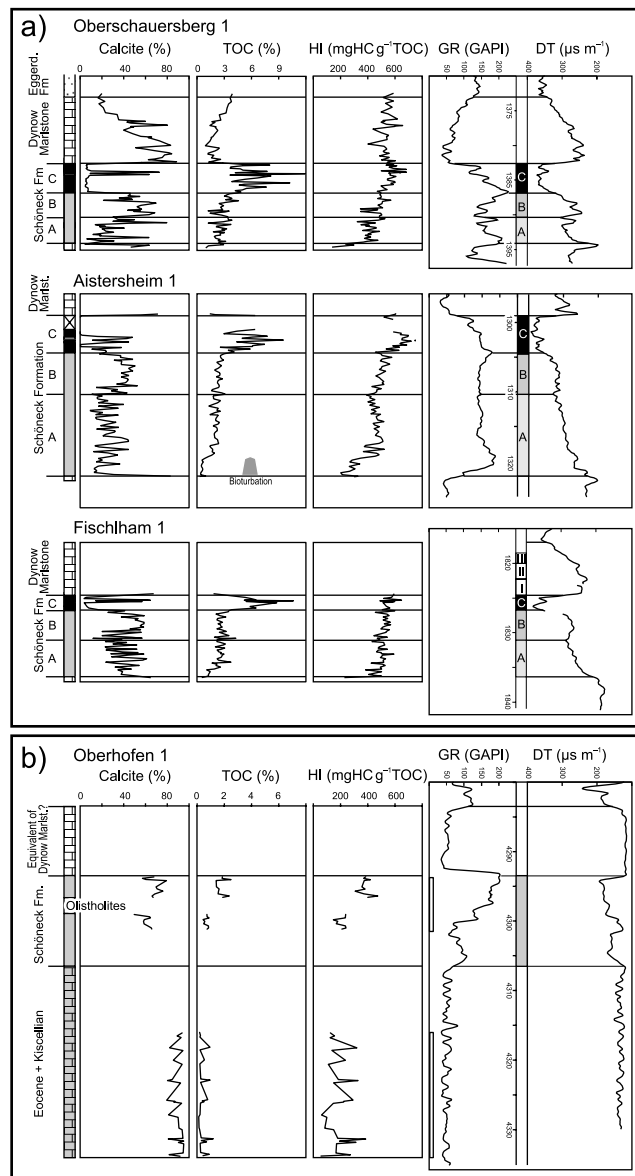 a)
Oberschauersberg 1
Calcite (%)
TOC (%)
HI (mgHC g⁻¹TOC)
GR (GAPI)
DT (µs m⁻¹)
0 40 80
0 3 6 9
0 200 400 600
0 50 100 150 200
400 300 200
Eggerd. Fm
Dynow Marlstone
Schöneck Fm
C
B
A
1375
1385
1395
C
B
A
Aistersheim 1
Dynow Marlst.
Schöneck Formation
C
B
A
Bioturbation
1300
1310
1320
C
B
A
Fischlham 1
Dynow Marlstone
Schöneck Fm
C
B
A
1820
1830
1840
III
II
I
C
B
A
b)
Oberhofen 1
Calcite (%)
TOC (%)
HI (mgHC g⁻¹TOC)
GR (GAPI)
DT (µs m⁻¹)
0 40 80
0 2 4 6
0 200 400 600
0 50 100 150 200
400 300 200
Equivalent of Dynow Marlst.?
Schöneck Fm.
Olistholites
Eocene + Kiscellian
4290
4300
4310
4320
4330